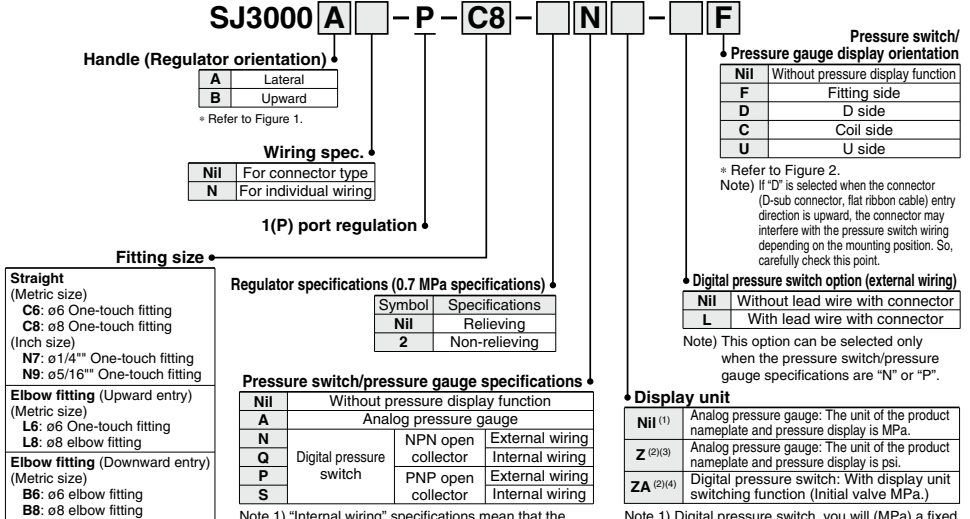 SJ3000 A – P – C8 – N – F
Pressure switch/
Pressure gauge display orientation
Nil Without pressure display function
F Fitting side
D D side
C Coil side
U U side
* Refer to Figure 2.
Note) If “D” is selected when the connector
(D-sub connector, flat ribbon cable) entry
direction is upward, the connector may
interfere with the pressure switch wiring
depending on the mounting position. So,
carefully check this point.
Handle (Regulator orientation)
A Lateral
B Upward
* Refer to Figure 1.
Wiring spec.
Nil For connector type
N For individual wiring
1(P) port regulation
Fitting size
Straight
(Metric size)
C6: ø6 One-touch fitting
C8: ø8 One-touch fitting
(Inch size)
N7: ø1/4"" One-touch fitting
N9: ø5/16"" One-touch fitting
Elbow fitting (Upward entry)
(Metric size)
L6: ø6 One-touch fitting
L8: ø8 elbow fitting
Elbow fitting (Downward entry)
(Metric size)
B6: ø6 elbow fitting
B8: ø8 elbow fitting
Regulator specifications (0.7 MPa specifications)
Symbol Specifications
Nil Relieving
2 Non-relieving
Digital pressure switch option (external wiring)
Nil Without lead wire with connector
L With lead wire with connector
Note) This option can be selected only
when the pressure switch/pressure
gauge specifications are “N” or “P”.
Pressure switch/pressure gauge specifications
Nil Without pressure display function
A Analog pressure gauge
N Digital pressure switch NPN open collector External wiring
Q Internal wiring
P PNP open collector External wiring
S Internal wiring
Note 1) “Internal wiring” specifications mean that the
Display unit
Nil (1) Analog pressure gauge: The unit of the product
nameplate and pressure display is MPa.
Z (2)(3) Analog pressure gauge: The unit of the product
nameplate and pressure display is psi.
ZA (2)(4) Digital pressure switch: With display unit
switching function (Initial valve MPa.)
Note 1) Digital pressure switch, you will (MPa) a fixed